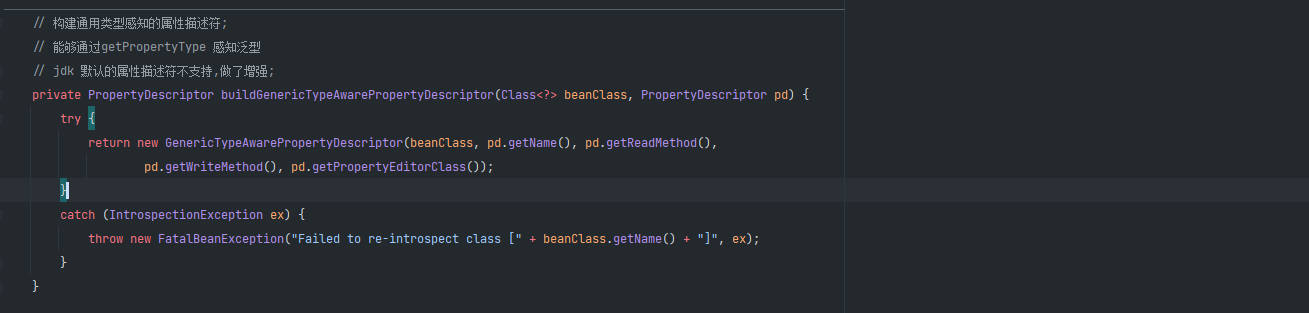 // 构建通用类型感知的属性描述符;
// 能够通过getPropertyType 感知泛型
// jdk 默认的属性描述符不支持,做了增强;
private PropertyDescriptor buildGenericTypeAwarePropertyDescriptor(Class<?> beanClass, PropertyDescriptor pd) {
try {
return new GenericTypeAwarePropertyDescriptor(beanClass, pd.getName(), pd.getReadMethod(),
pd.getWriteMethod(), pd.getPropertyEditorClass());
}
catch (IntrospectionException ex) {
throw new FatalBeanException("Failed to re-introspect class [" + beanClass.getName() + "]", ex);
}
}